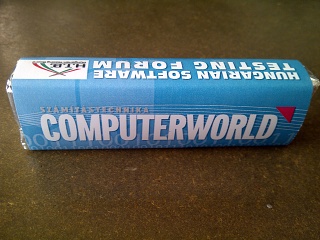 HUNGARIAN SOFTWARE
TESTING FORUM
H.T.B.
SZÁMÍTÁSTECHNIKA
COMPUTERWORLD